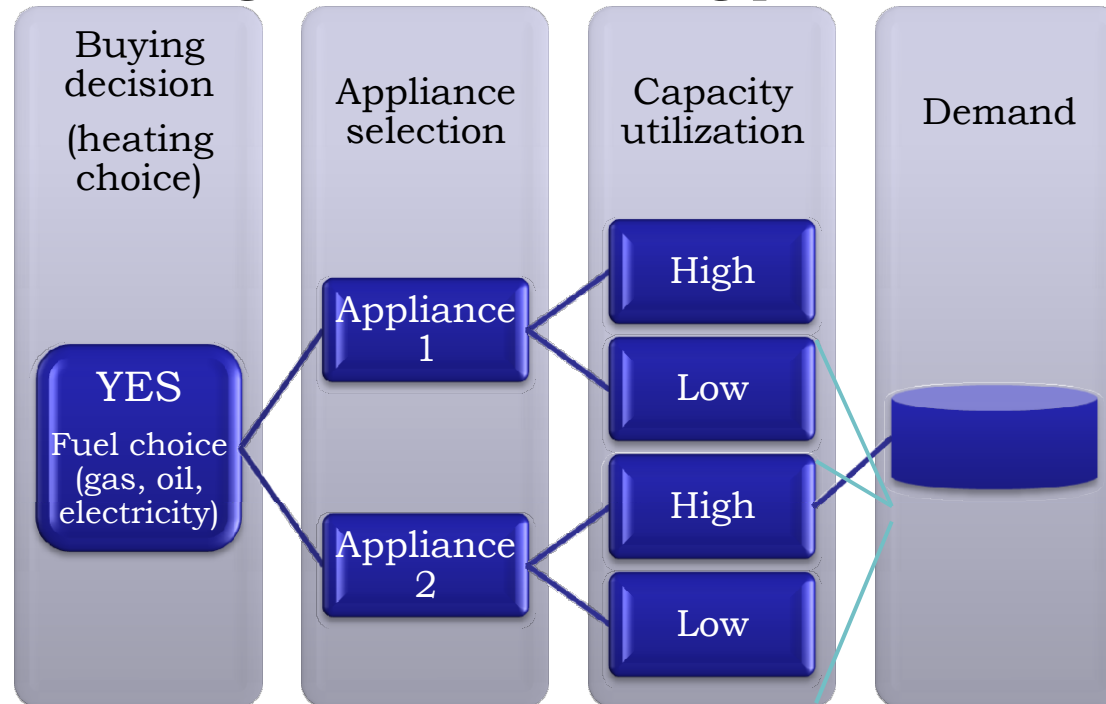 Buying
decision
(heating
choice)
Appliance
selection
Capacity
utilization
Demand
YES
Fuel choice
(gas, oil,
electricity)
Appliance
1
Appliance
2
High
Low
High
Low